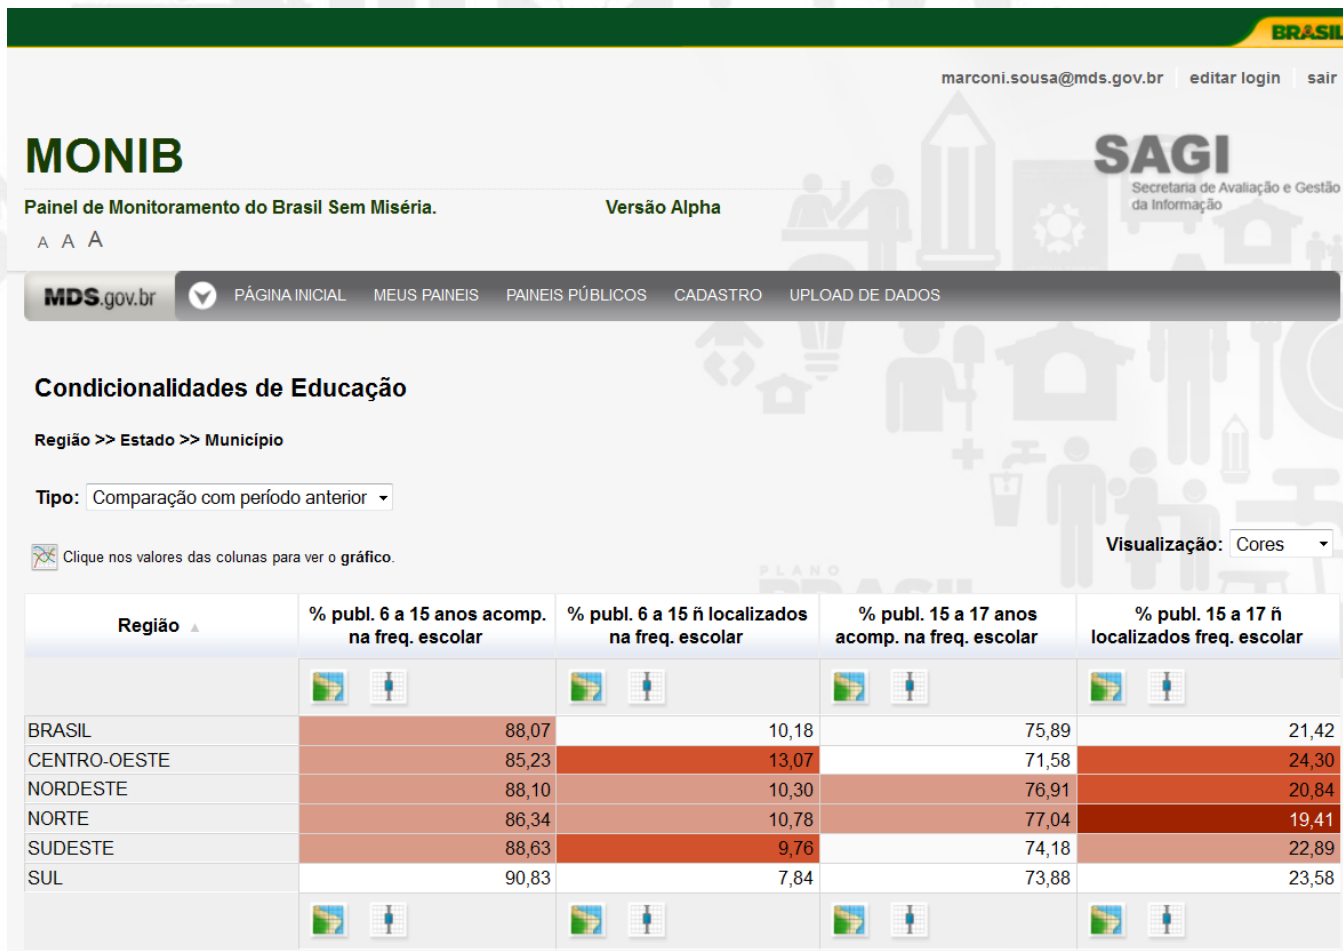 BRASIL
marconi.sousa@mds.gov.br editar login sair
MONIB
SAGI
Secretaria de Avaliação e Gestão
da Informação
Painel de Monitoramento do Brasil Sem Miséria. Versão Alpha
A A A
MDS.gov.br PÁGINA INICIAL MEUS PAINEIS PAINEIS PÚBLICOS CADASTRO UPLOAD DE DADOS
Condicionalidades de Educação
Região >> Estado >> Município
Tipo: Comparação com período anterior
Visualização: Cores
Clique nos valores das colunas para ver o gráfico.
PLANO
BRASIL
Região % publ. 6 a 15 anos acomp. na freq. escolar % publ. 6 a 15 ñ localizados na freq. escolar % publ. 15 a 17 anos acomp. na freq. escolar % publ. 15 a 17 ñ localizados freq. escolar
BRASIL 88,07 10,18 75,89 21,42
CENTRO-OESTE 85,23 13,07 71,58 24,30
NORDESTE 88,10 10,30 76,91 20,84
NORTE 86,34 10,78 77,04 19,41
SUDESTE 88,63 9,76 74,18 22,89
SUL 90,83 7,84 73,88 23,58